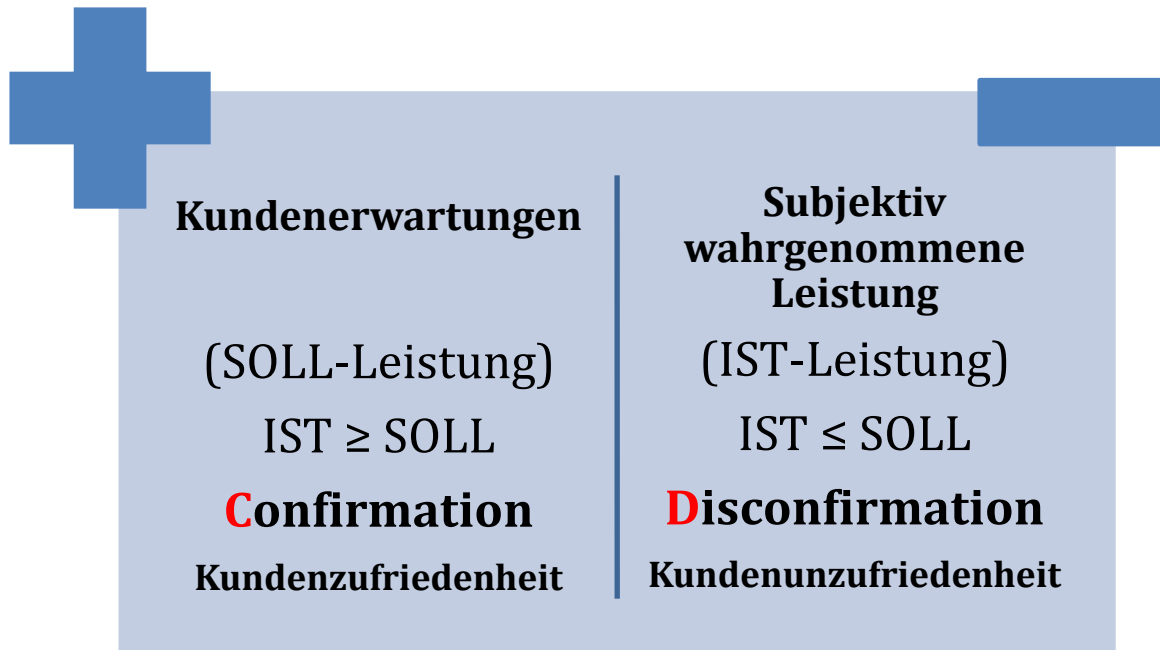 Kundenerwartungen
(SOLL-Leistung)
IST ≥ SOLL
Confirmation
Kundenzufriedenheit
Subjektiv
wahrgenommene
Leistung
(IST-Leistung)
IST ≤ SOLL
Disconfirmation
Kundenunzufriedenheit